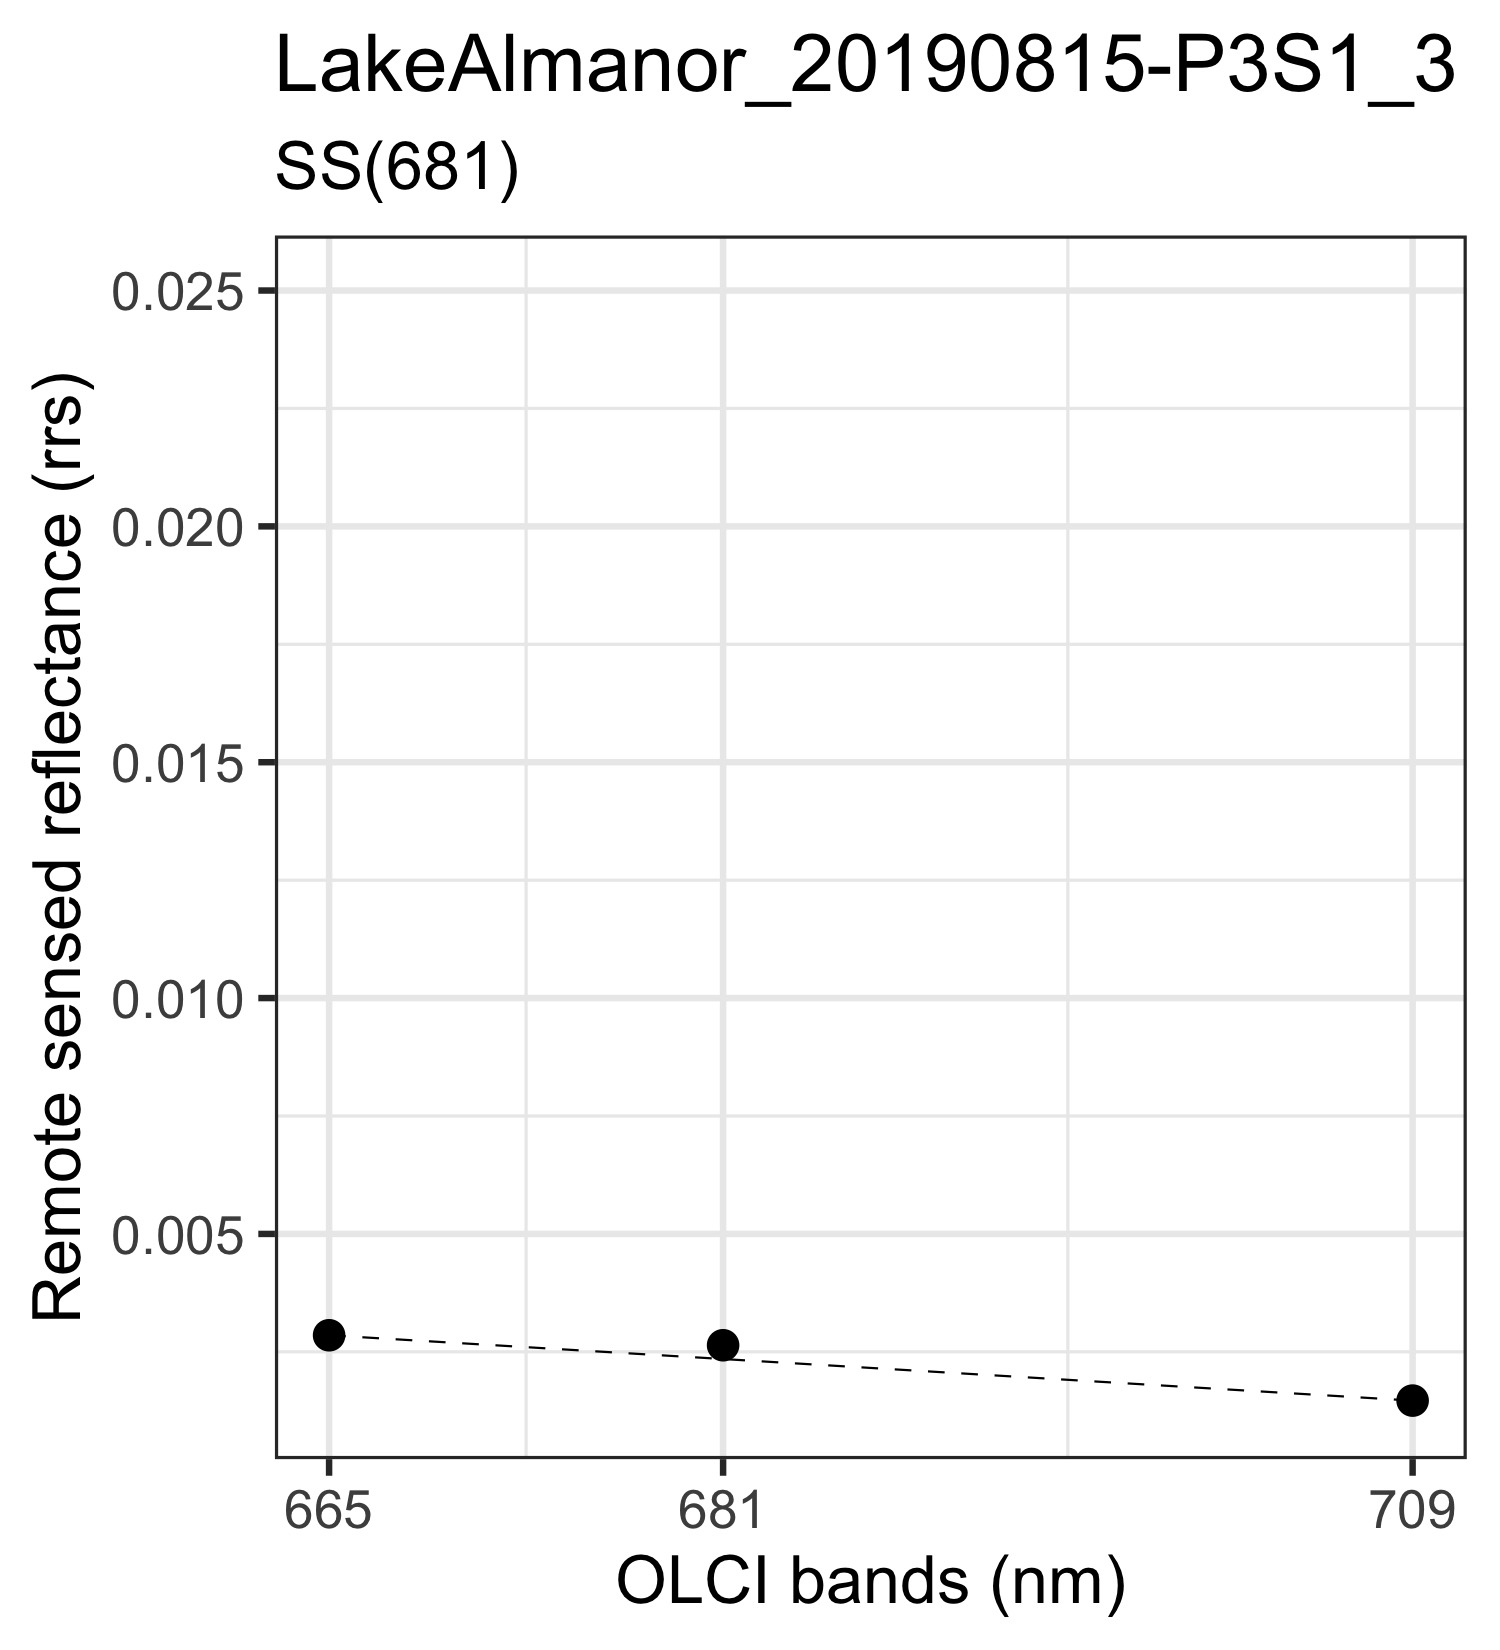 LakeAlmanor_20190815-P3S1_3
SS(681)
Remote sensed reflectance (rrs)
0.025
0.020
0.015
0.010
0.005
665 681 709
OLCI bands (nm)